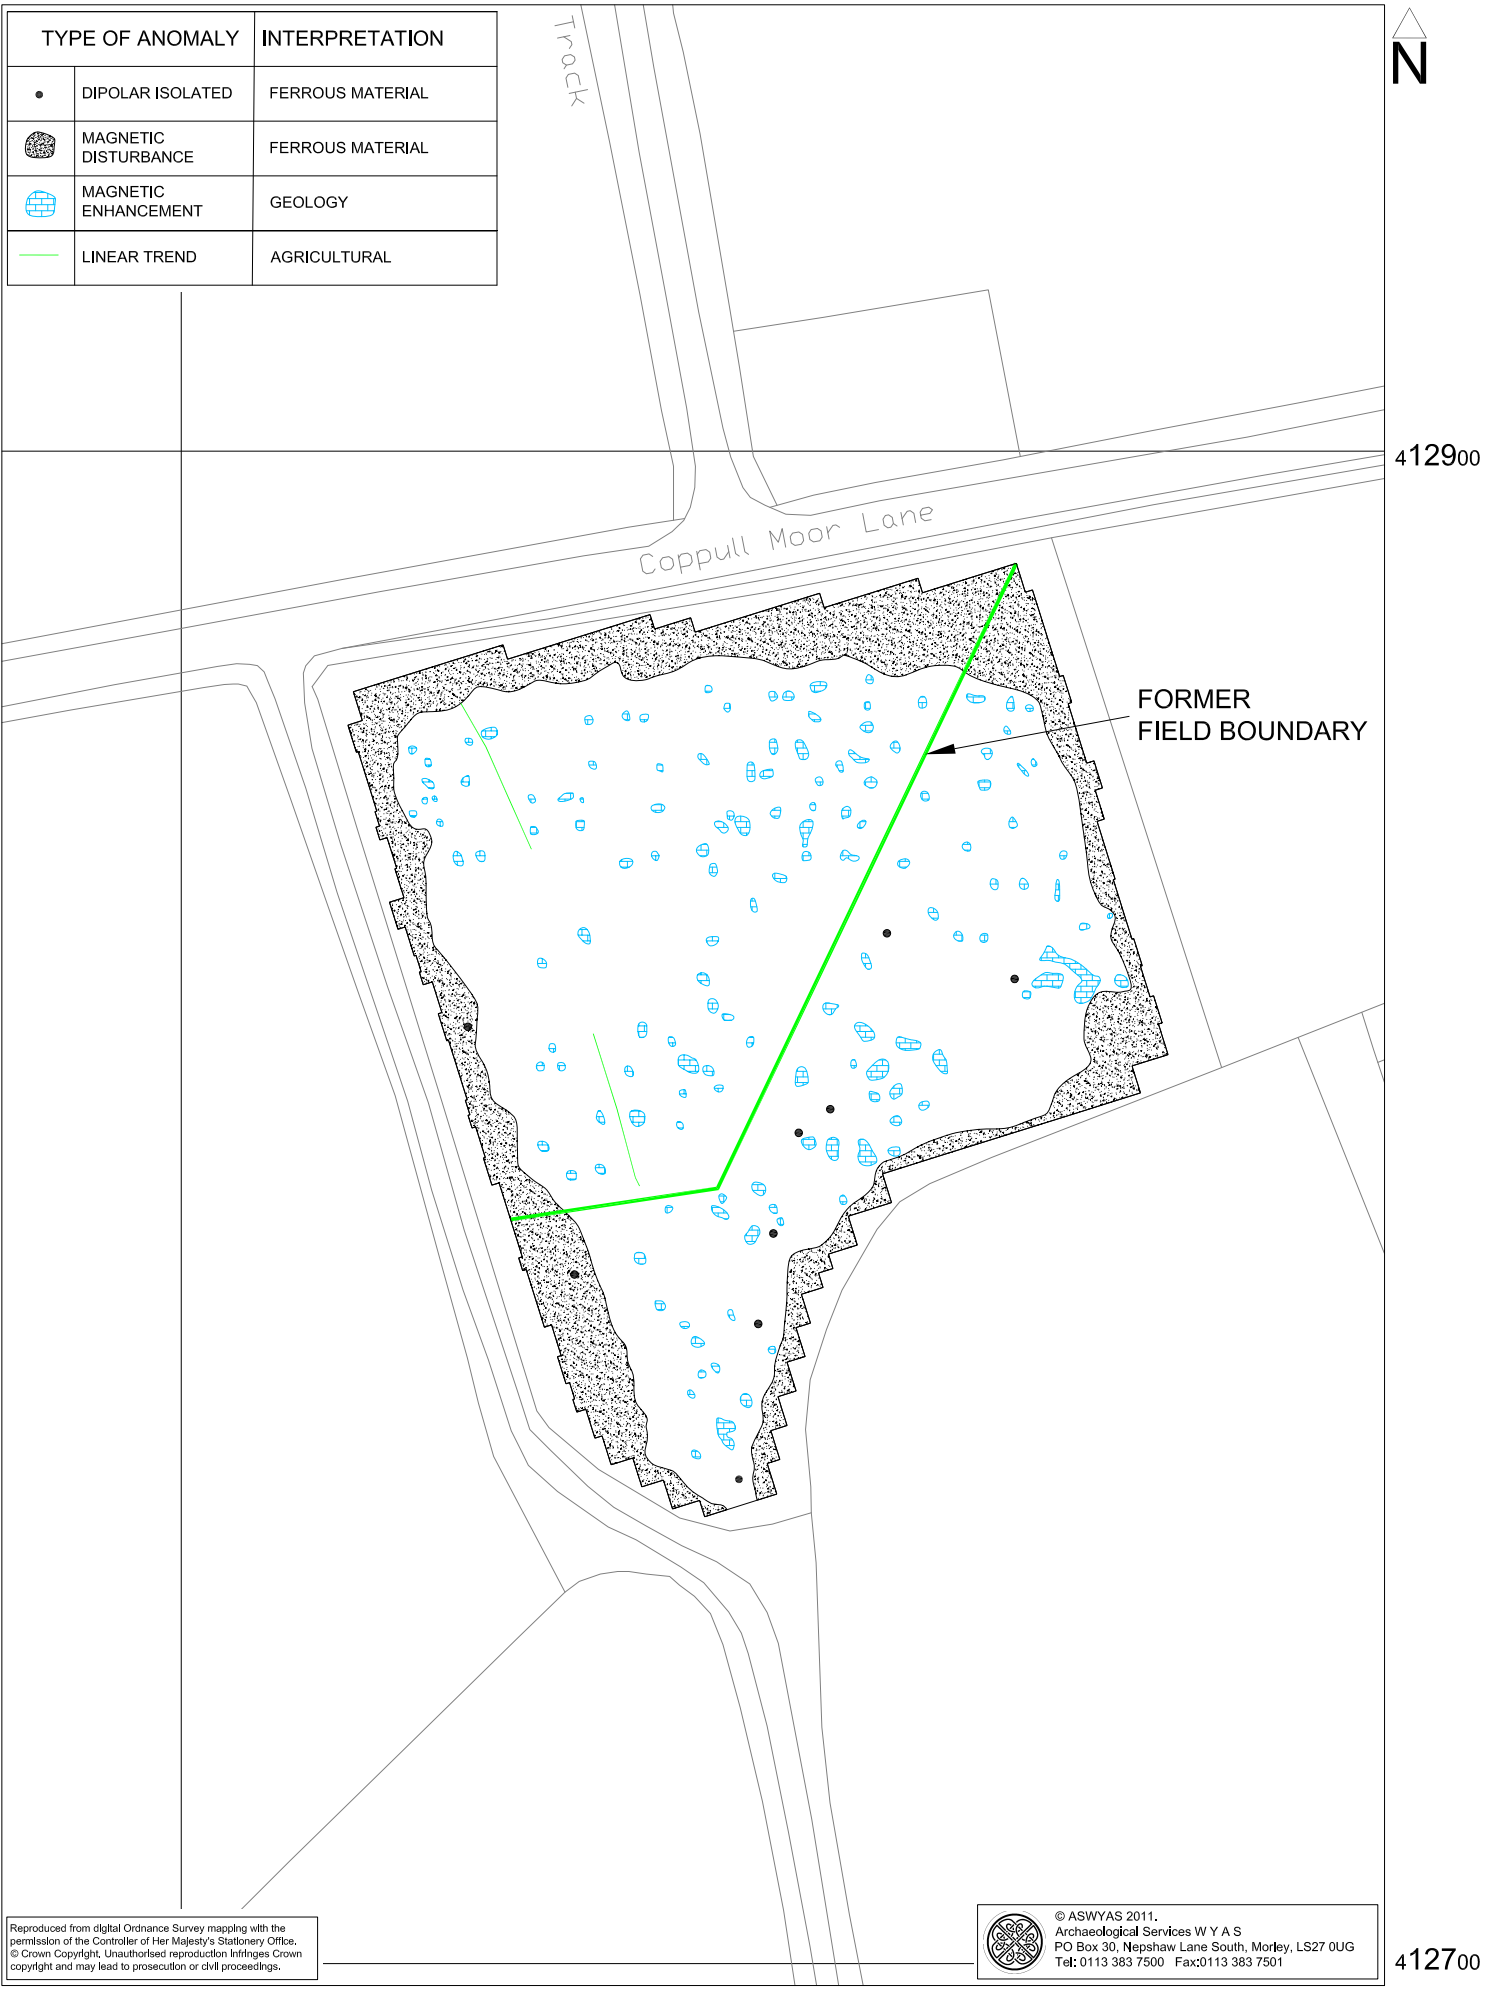 TYPE OF ANOMALY INTERPRETATION
DIPOLAR ISOLATED FERROUS MATERIAL
MAGNETIC
DISTURBANCE
FERROUS MATERIAL
MAGNETIC
ENHANCEMENT
GEOLOGY
LINEAR TREND AGRICULTURAL
Track
N
412900
Coppull Moor Lane
FORMER
FIELD BOUNDARY
Reproduced from digital Ordnance Survey mapping with the
permission of the Controller of Her Majesty's Stationery Office.
© Crown Copyright. Unauthorised reproduction infringes Crown
copyright and may lead to prosecution or civil proceedings.
© ASWYAS 2011.
Archaeological Services W Y A S
PO Box 30, Nepshaw Lane South, Morley, LS27 0UG
Tel: 0113 383 7500 Fax:0113 383 7501
412700